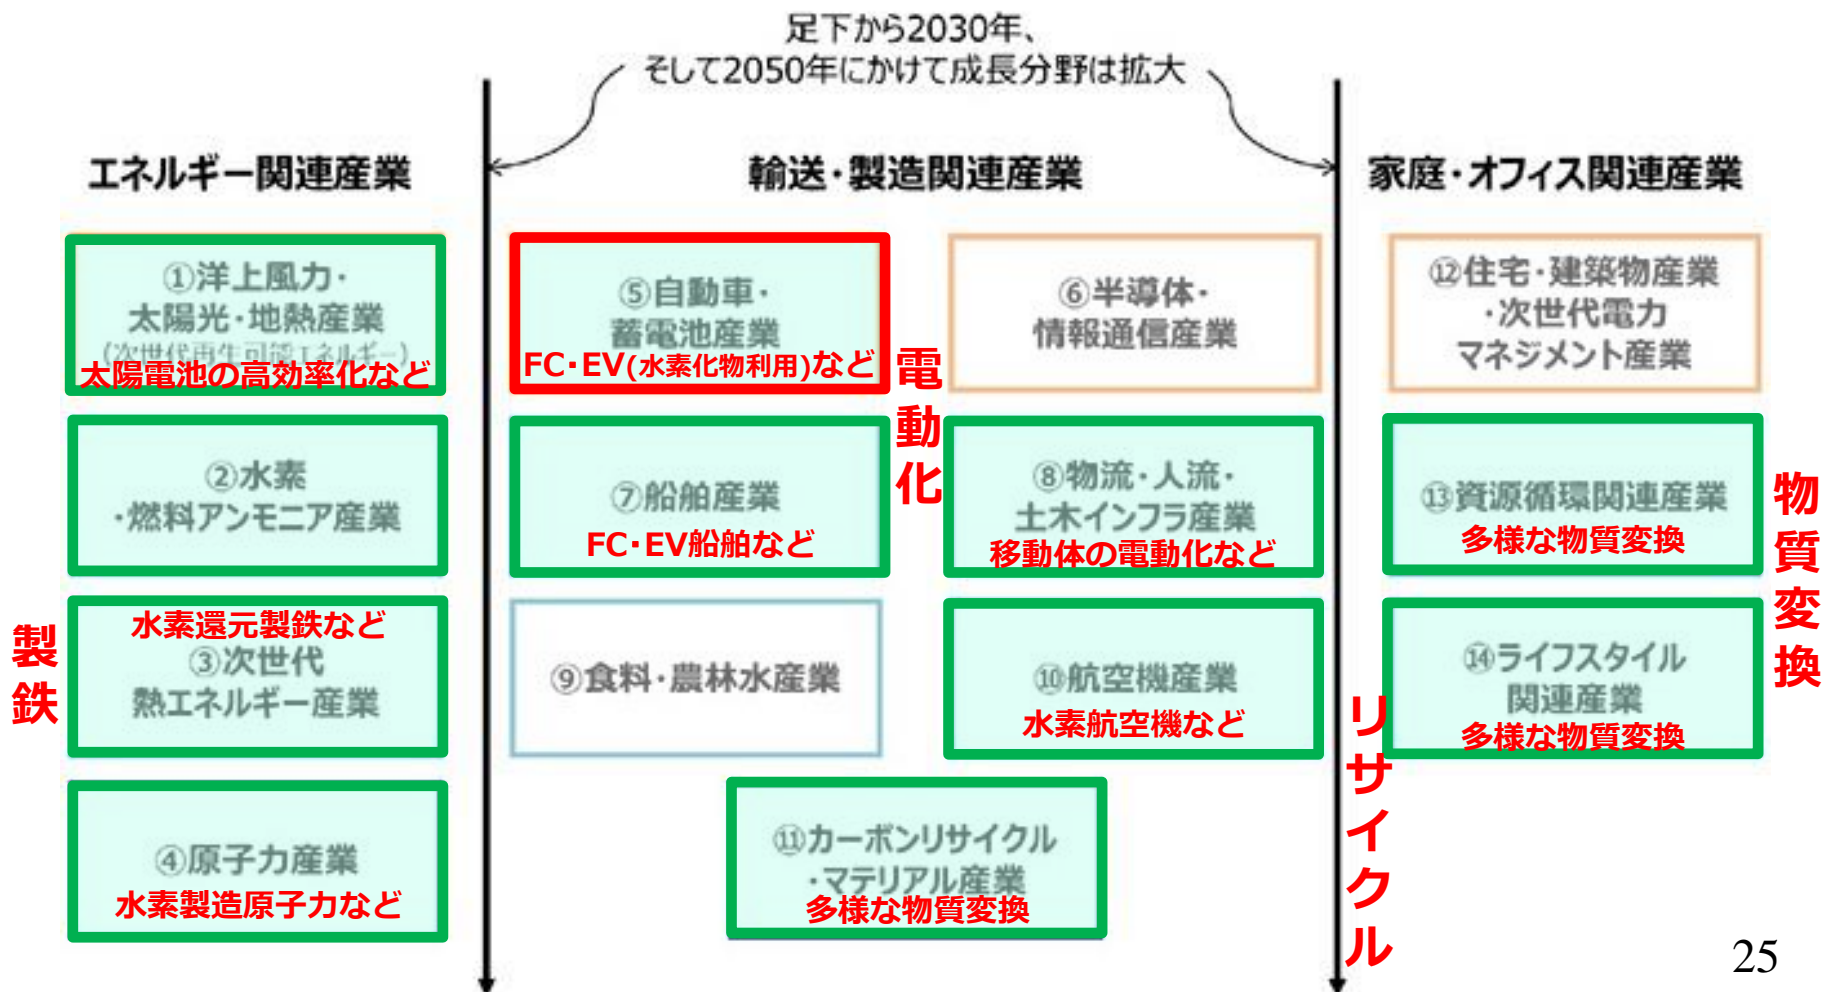 足下から2030年、
そして2050年にかけて成長分野は拡大
エネルギー関連産業
①洋上風力・
太陽光・地熱産業
(次世代再生可能エネルギー)
太陽電池の高効率化など
②水素
・燃料アンモニア産業
水素還元製鉄など
③次世代
熱エネルギー産業
製鉄
④原子力産業
水素製造原子力など
輸送・製造関連産業
⑤自動車・
蓄電池産業
FC・EV(水素化物利用)など
電動化
⑥半導体・
情報通信産業
⑦船舶産業
FC・EV船舶など
⑧物流・人流・
土木インフラ産業
移動体の電動化など
⑨食料・農林水産業
⑩航空機産業
水素航空機など
⑪カーボンリサイクル
・マテリアル産業
多様な物質変換
リサイクル
家庭・オフィス関連産業
⑫住宅・建築物産業
・次世代電力
マネジメント産業
⑬資源循環関連産業
多様な物質変換
⑭ライフスタイル
関連産業
多様な物質変換
物質変換
25